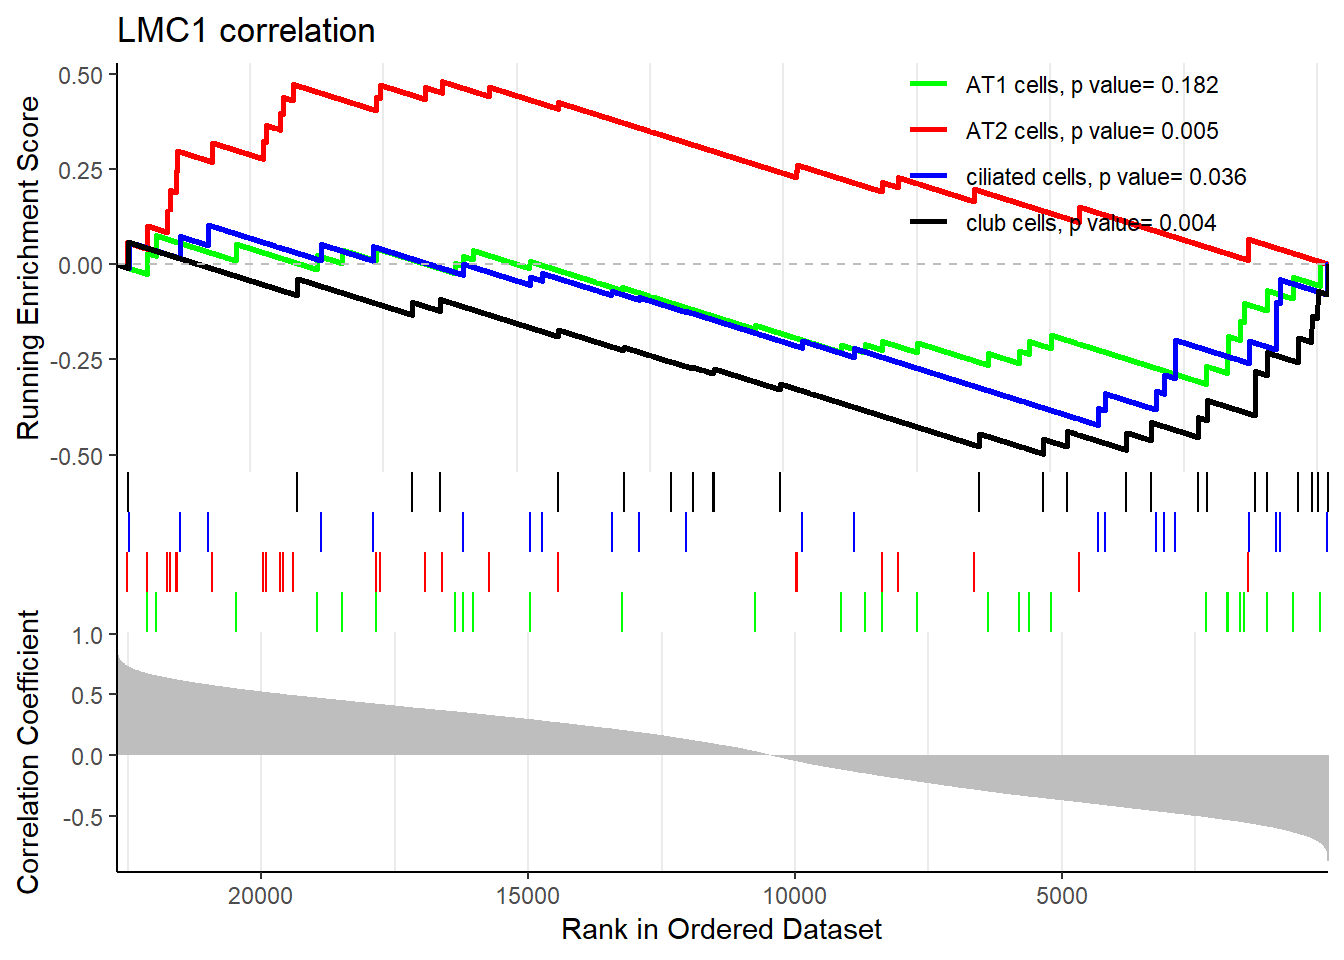 LMC1 correlation
Running Enrichment Score
0.50
0.25
0.00
-0.25
-0.50
AT1 cells, p value= 0.182
AT2 cells, p value= 0.005
ciliated cells, p value= 0.036
club cells, p value= 0.004
Correlation Coefficient
1.0
0.5
0.0
-0.5
20000 15000 10000 5000
Rank in Ordered Dataset